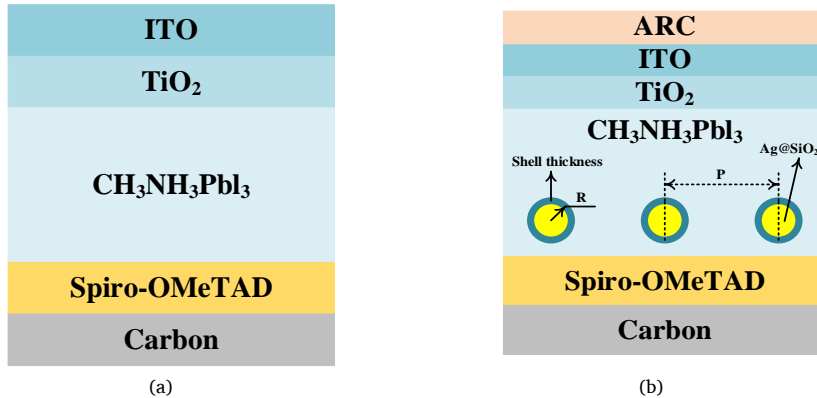 ITO
TiO₂
CH₃NH₃PbI₃
Spiro-OMeTAD
Carbon
(a)
ARC
ITO
TiO₂
CH₃NH₃PbI₃
Shell thickness
Ag@SiO₂
P
R
Spiro-OMeTAD
Carbon
(b)